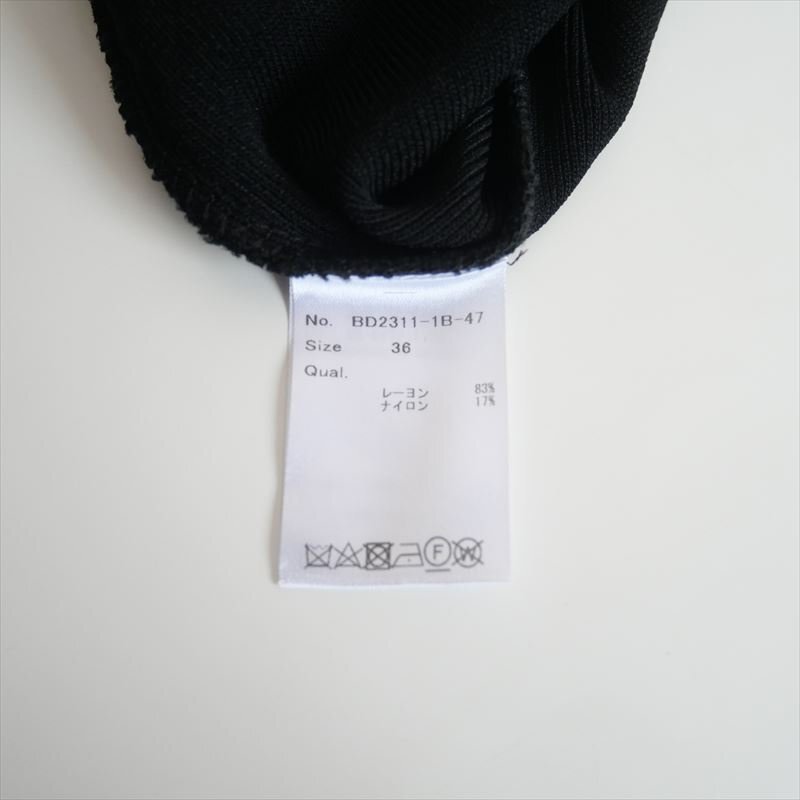 No. BD2311-1B-47
Size 36
Qual.
レーヨン 83%
ナイロン 17%
F W